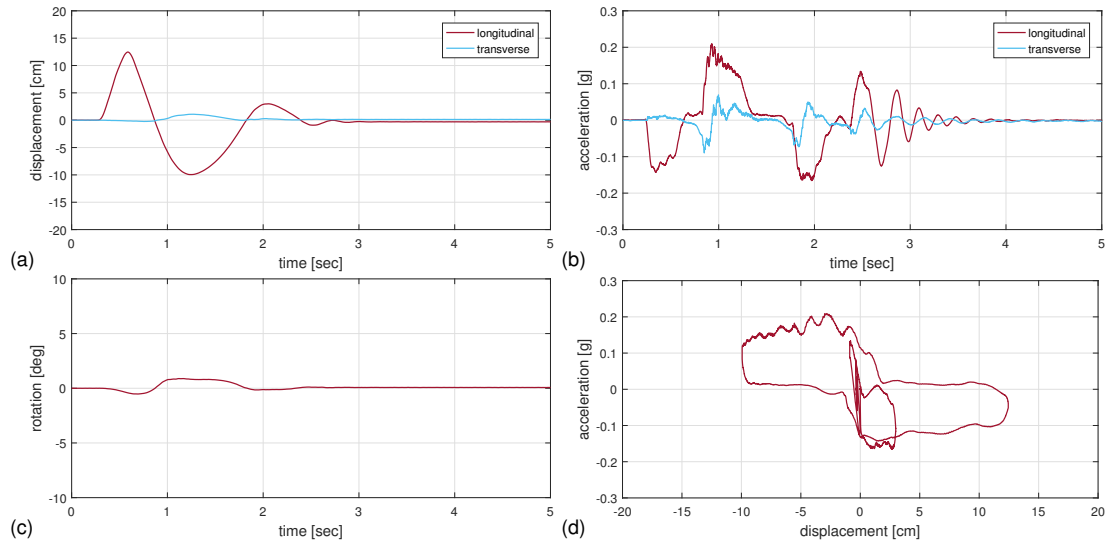 20
15
10
5
0
-5
-10
-15
-20
displacement [cm]
longitudinal
transverse
0 1 2 3 4 5
time [sec]
(a)
0.3
0.2
0.1
0
-0.1
-0.2
-0.3
acceleration [g]
longitudinal
transverse
0 1 2 3 4 5
time [sec]
(b)
10
5
0
-5
-10
rotation [deg]
0 1 2 3 4 5
time [sec]
(c)
0.3
0.2
0.1
0
-0.1
-0.2
-0.3
acceleration [g]
-20 -15 -10 -5 0 5 10 15 20
displacement [cm]
(d)